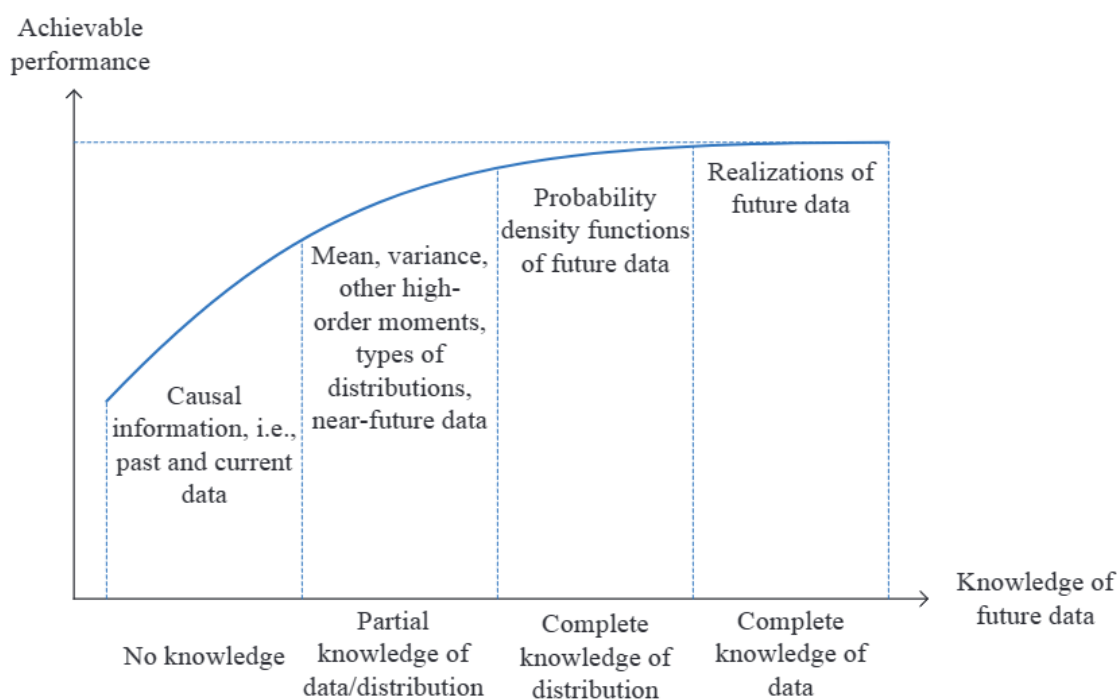 Achievable
performance
Realizations of
future data
Probability
density functions
of future data
Mean, variance,
other high-
order moments,
types of
distributions,
near-future data
Causal
information, i.e.,
past and current
data
Knowledge of
future data
No knowledge
Partial
knowledge of
data/distribution
Complete
knowledge of
distribution
Complete
knowledge of
data